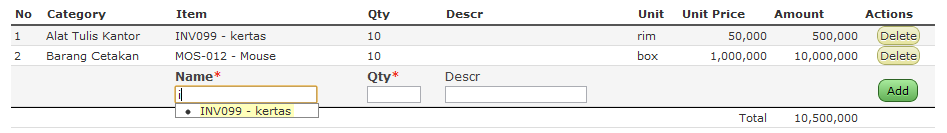 No Category Item Qty Descr Unit Unit Price Amount Actions
1 Alat Tulis Kantor INV099 - kertas 10 rim 50,000 500,000 Delete
2 Barang Cetakan MOS-012 - Mouse 10 box 1,000,000 10,000,000 Delete
Name* Qty* Descr
i Add
• INV099 - kertas
Total 10,500,000